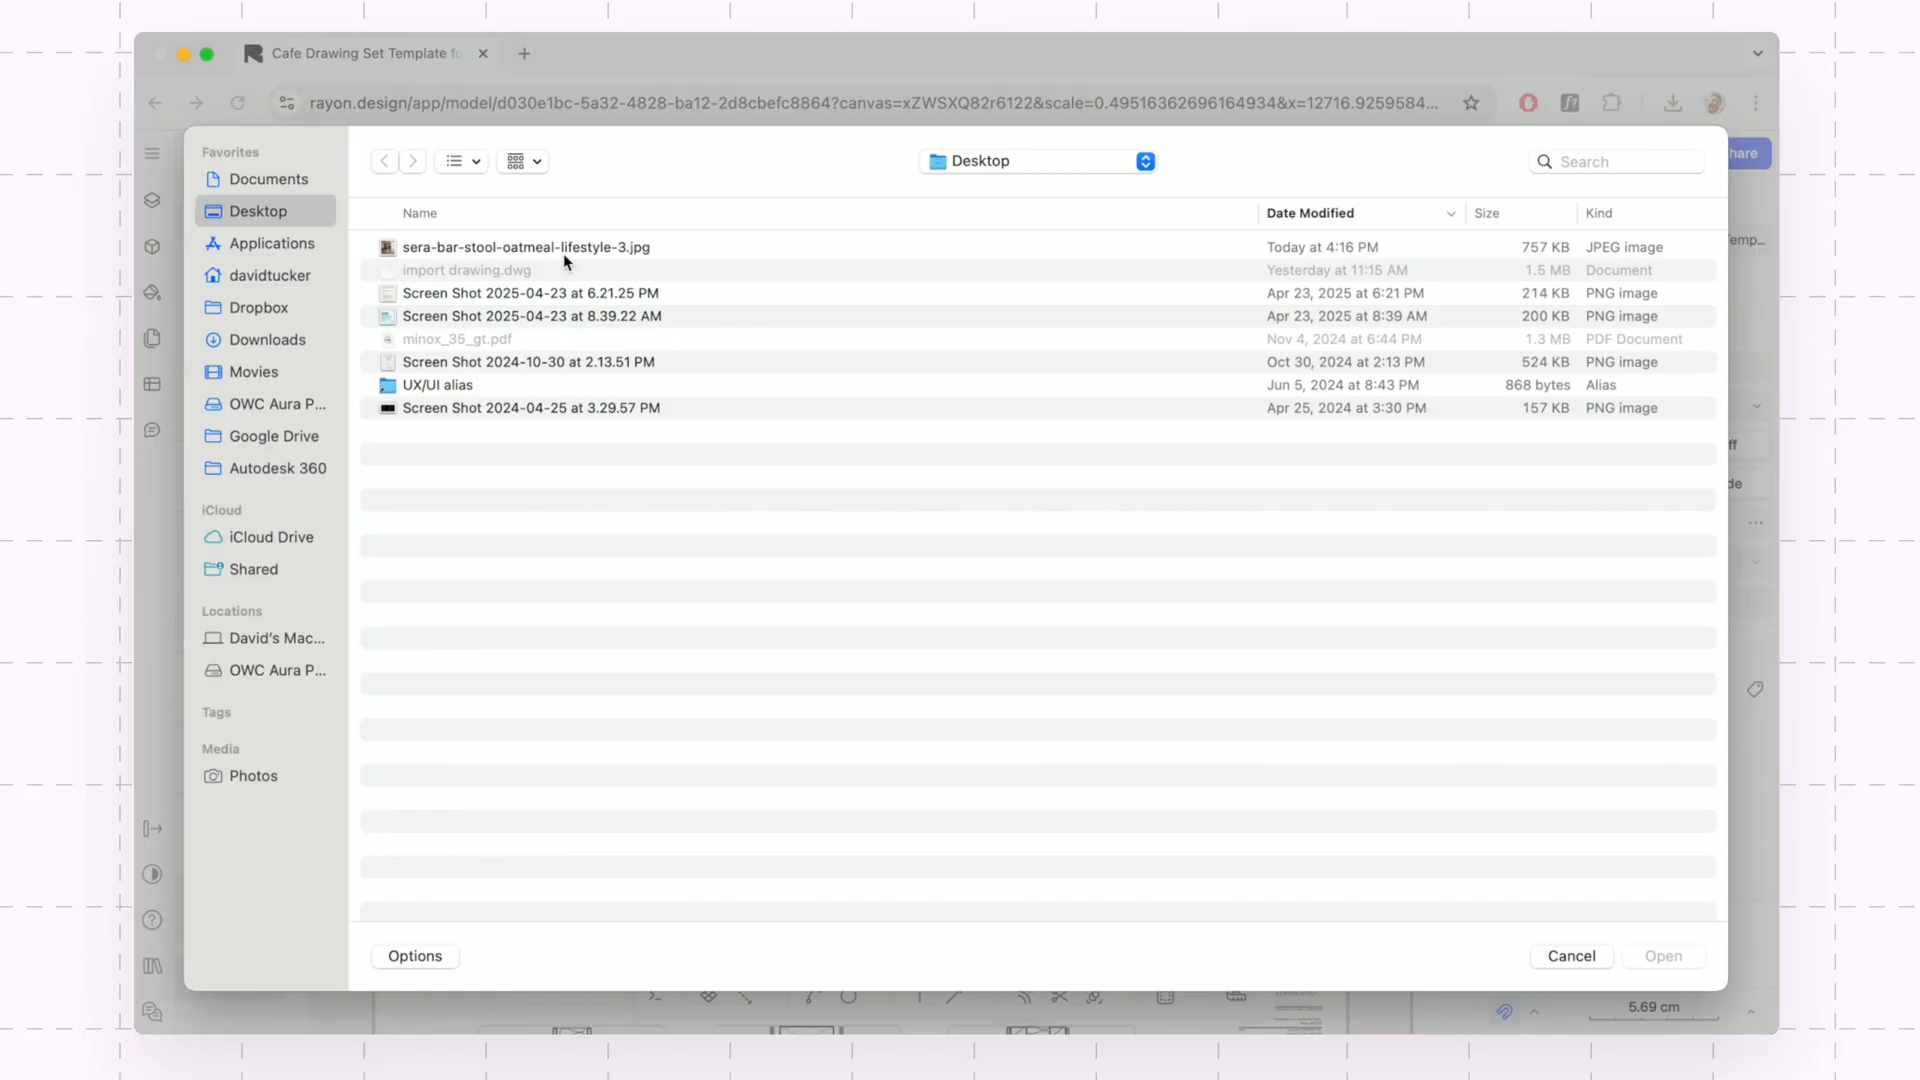 Cafe Drawing Set Template fo
rayon.design/app/model/d030e1bc-5a32-4828-ba12-2d8cbefc8864?canvas=xZWSXQ82r6122&scale=0.49516362696164934&x=12716.9259584...
hare
Favorites
Documents
Desktop
Applications
davidtucker
Dropbox
Downloads
Movies
OWC Aura P...
Google Drive
Autodesk 360
iCloud
iCloud Drive
Shared
Locations
David's Mac...
OWC Aura P...
Tags
Media
Photos
Desktop
Search
Name Date Modified Size Kind
sera-bar-stool-oatmeal-lifestyle-3.jpg Today at 4:16 PM 757 KB JPEG image
import drawing.dwg Yesterday at 11:15 AM 1.5 MB Document
Screen Shot 2025-04-23 at 6.21.25 PM Apr 23, 2025 at 6:21 PM 214 KB PNG image
Screen Shot 2025-04-23 at 8.39.22 AM Apr 23, 2025 at 8:39 AM 200 KB PNG image
minox_35_gt.pdf Nov 4, 2024 at 6:44 PM 1.3 MB PDF Document
Screen Shot 2024-10-30 at 2.13.51 PM Oct 30, 2024 at 2:13 PM 524 KB PNG image
UX/UI alias Jun 5, 2024 at 8:43 PM 868 bytes Alias
Screen Shot 2024-04-25 at 3.29.57 PM Apr 25, 2024 at 3:30 PM 157 KB PNG image
emp...
ff
de
Options
Cancel
Open
5.69 cm